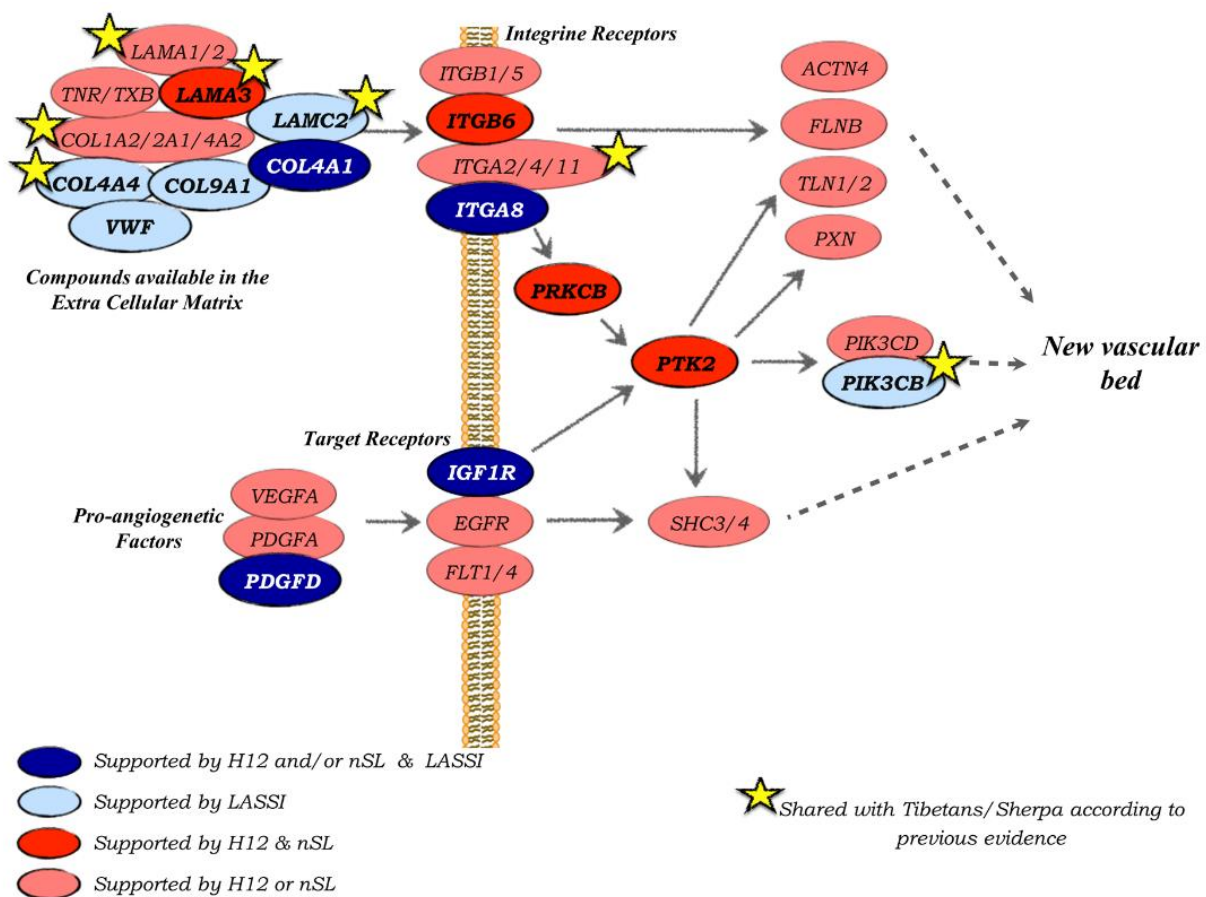 LAMA1/2
TNR/TXB
LAMA3
LAMC2
COL1A2/2A1/4A2
COL4A1
COL4A4
COL9A1
VWF
Compounds available in the
Extra Cellular Matrix
Integrine Receptors
ITGB1/5
ITGB6
ITGA2/4/11
ITGA8
ACTN4
FLNB
TLN1/2
PXN
PRKCB
PTK2
PIK3CD
PIK3CB
New vascular
bed
Target Receptors
IGF1R
EGFR
FLT1/4
SHC3/4
Pro-angiogenetic
Factors
VEGFA
PDGFA
PDGFD
Supported by H12 and/or nSL & LASSI
Supported by LASSI
Supported by H12 & nSL
Supported by H12 or nSL
Shared with Tibetans/Sherpa according to
previous evidence